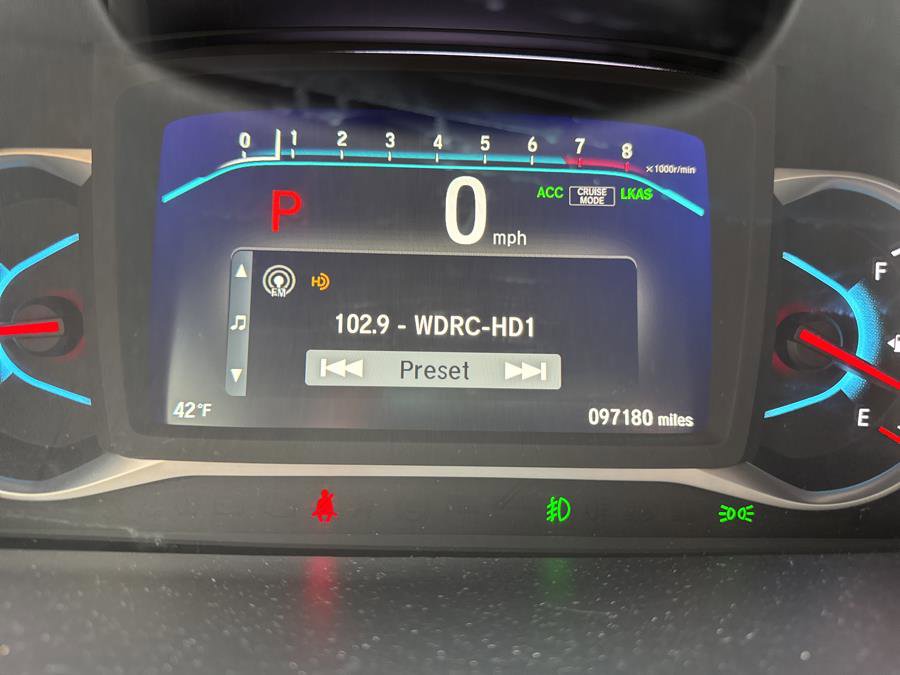 0 1 2 3 4 5 6 7 8
×1000r/min
P 0 mph
ACC CRUISE MODE LKAS
FM HD
102.9 - WDRC-HD1
Preset
42°F
097180 miles
F
E